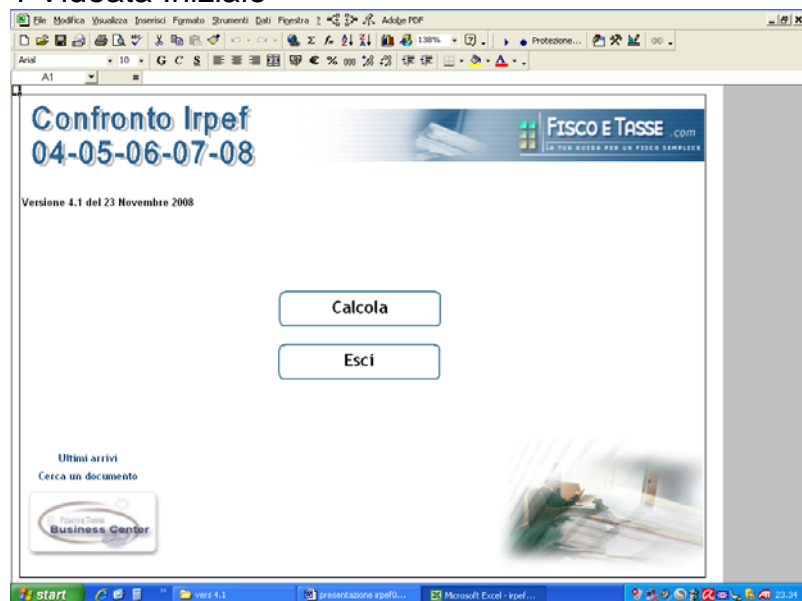 File Modifica Visualizza Inserisci Formato Strumenti Dati Finestra ? Adobe PDF
138% Protezione...
Arial 10 G C S € % 000
A1 =
Confronto Irpef
04-05-06-07-08
FISCO E TASSE .com
LA TUA GUIDA PER UN FISCO SEMPLICE
Versione 4.1 del 23 Novembre 2008
Calcola
Esci
Ultimi arrivi
Cerca un documento
Fisco e Tasse
Business Center
start vers 4.1 presentazione irpef0... Microsoft Excel - irpef... 23.34